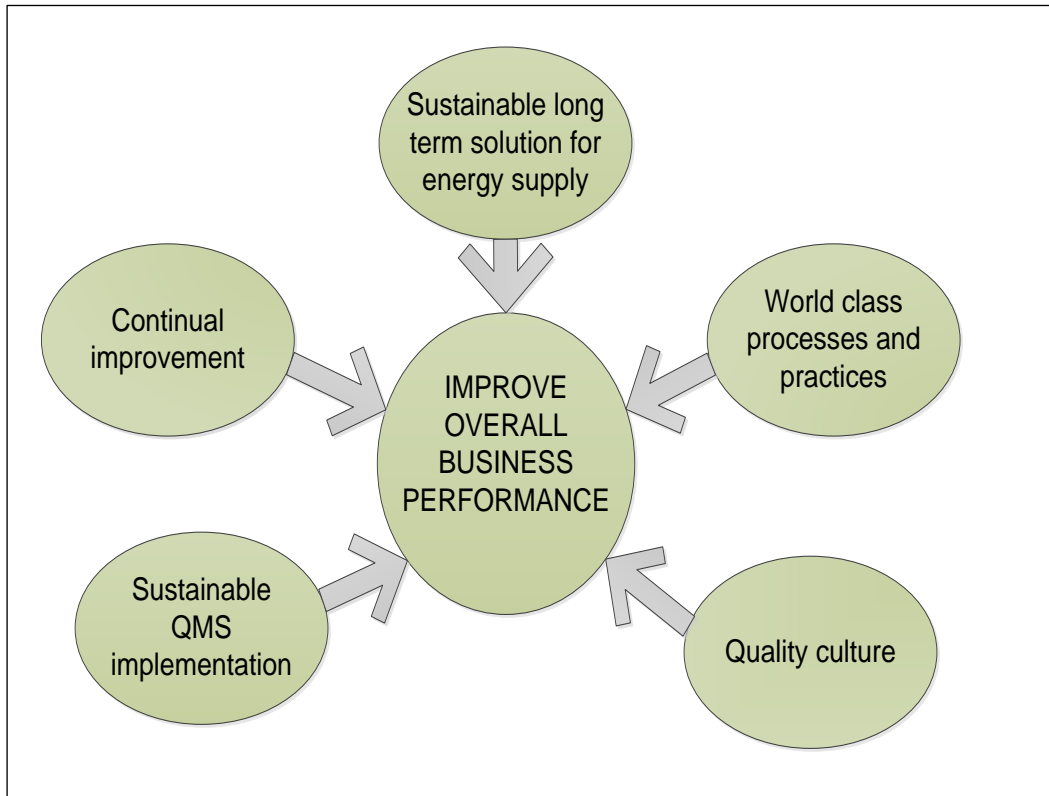 Sustainable long
term solution for
energy supply
Continual
improvement
World class
processes and
practices
IMPROVE
OVERALL
BUSINESS
PERFORMANCE
Sustainable
QMS
implementation
Quality culture